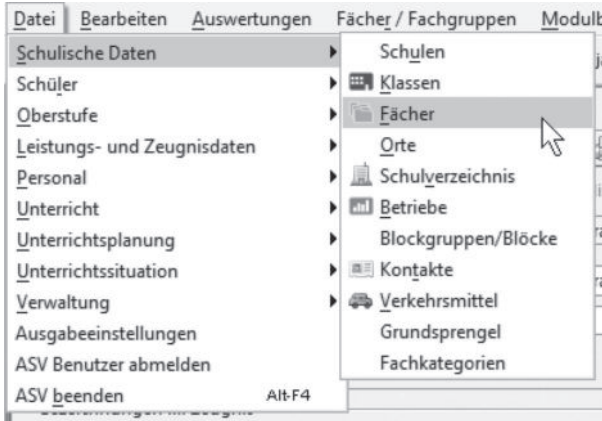 Datei Bearbeiten Auswertungen Fächer / Fachgruppen
Schulische Daten
Schüler
Oberstufe
Leistungs- und Zeugnisdaten
Personal
Unterricht
Unterrichtsplanung
Unterrichtssituation
Verwaltung
Ausgabeeinstellungen
ASV Benutzer abmelden
ASV beenden Alt-F4
Schulen
Klassen
Fächer
Orte
Schulverzeichnis
Betriebe
Blockgruppen/Blöcke
Kontakte
Verkehrsmittel
Grundsprengel
Fachkategorien